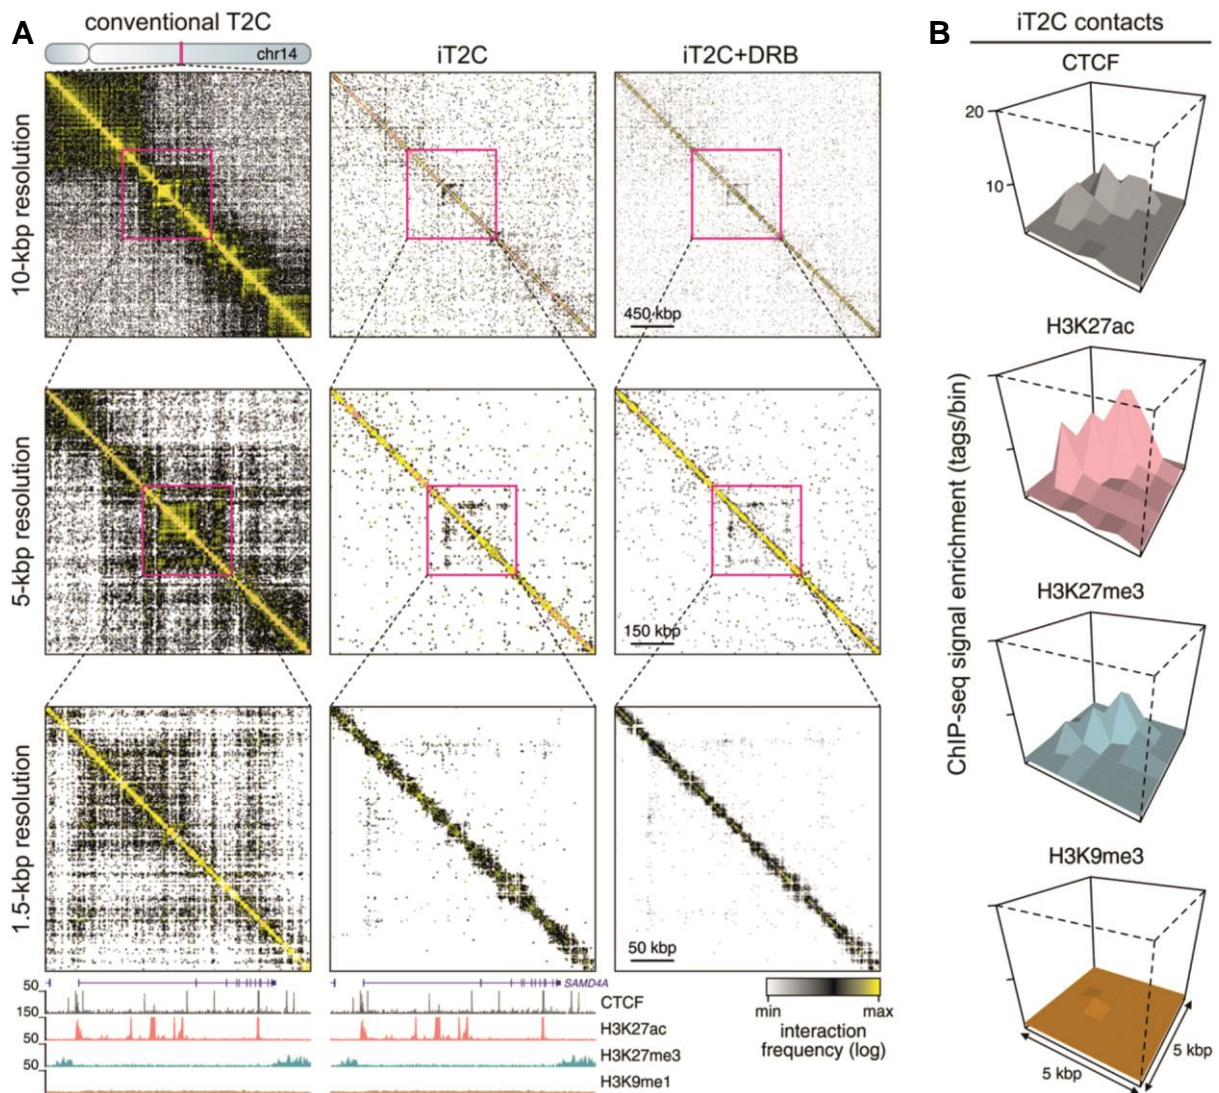 A
conventional T2C
chr14
iT2C
iT2C+DRB
10-kbp resolution
450 kbp
5-kbp resolution
150 kbp
1.5-kbp resolution
50 kbp
SAMD4A
50
CTCF
150
H3K27ac
50
H3K27me3
50
H3K9me1
min
max
interaction
frequency (log)
B
iT2C contacts
CTCF
20
10
H3K27ac
ChIP-seq signal enrichment (tags/bin)
H3K27me3
H3K9me3
5 kbp
5 kbp